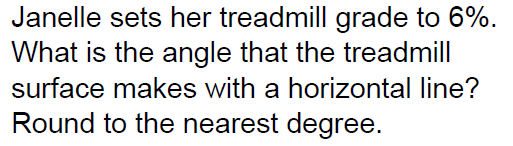 Janelle sets her treadmill grade to 6%.
What is the angle that the treadmill
surface makes with a horizontal line?
Round to the nearest degree.